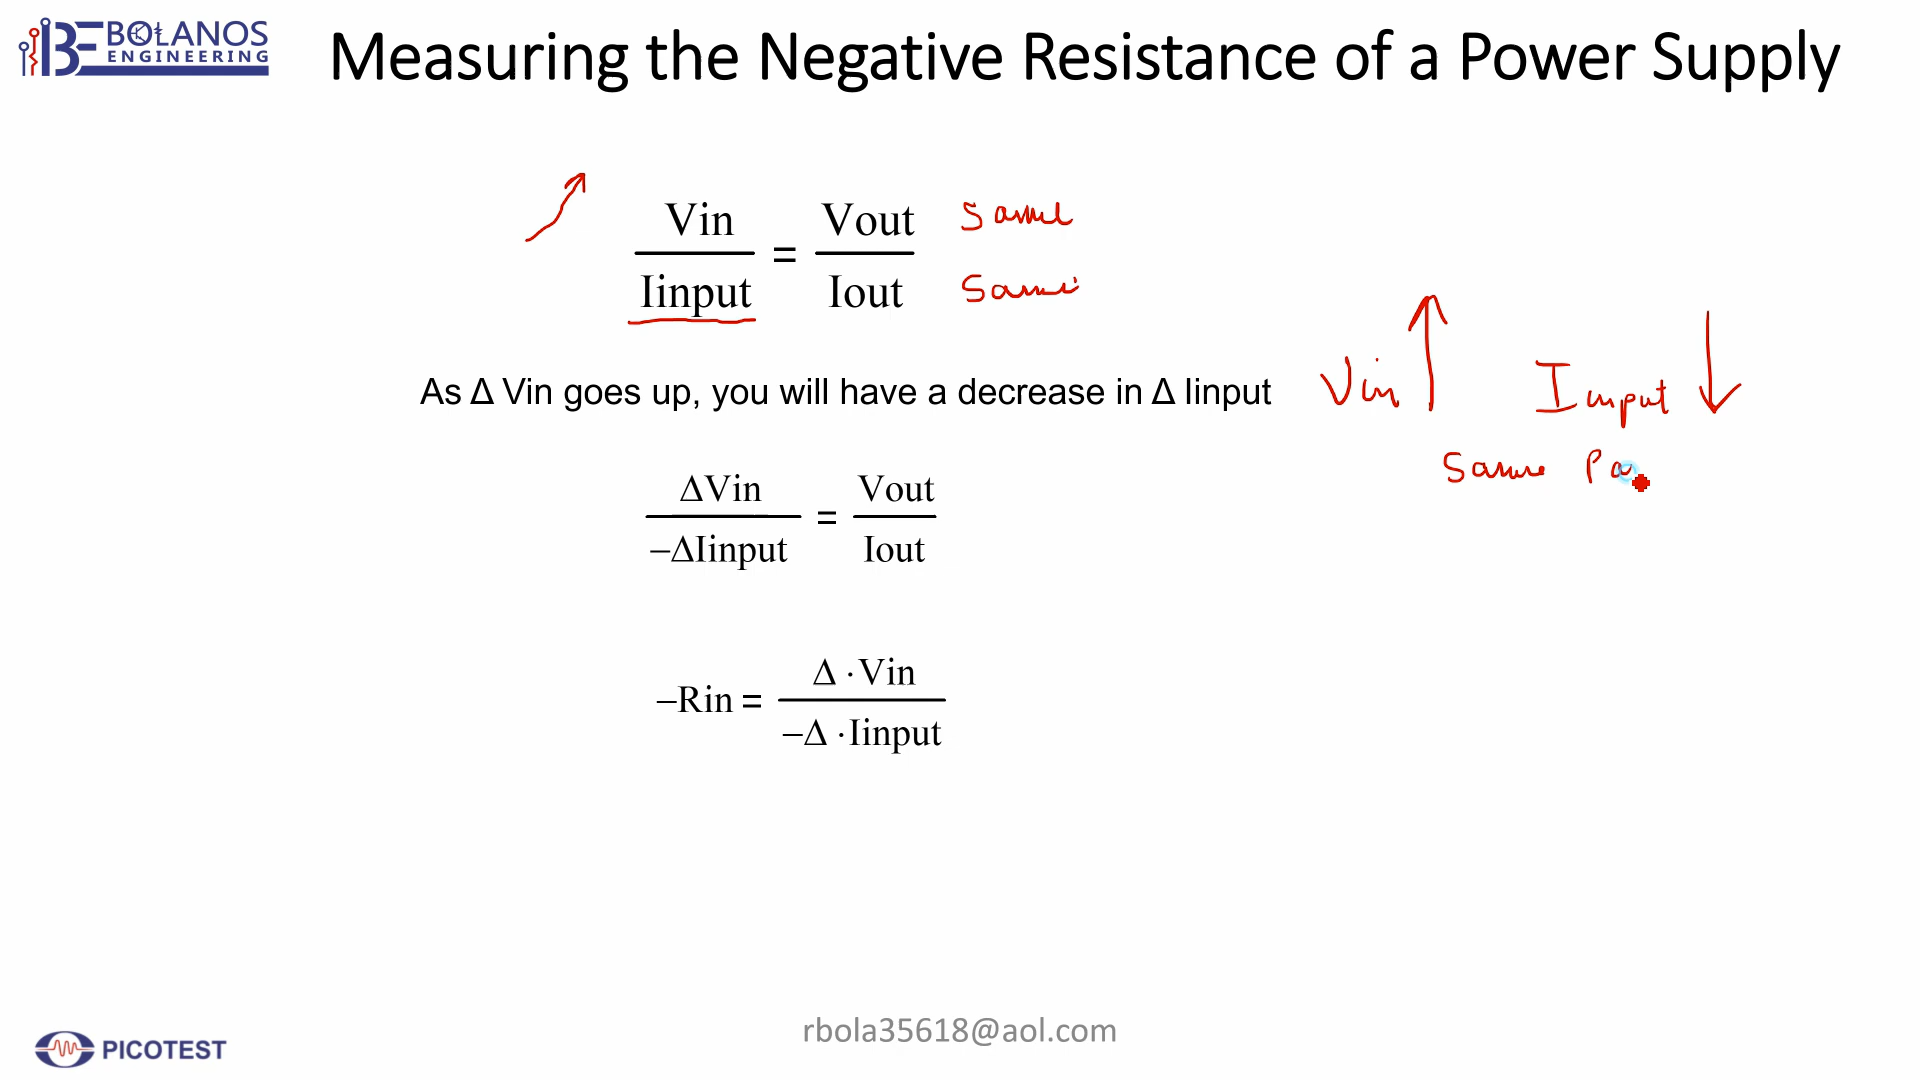 BOLANOS
ENGINEERING
Measuring the Negative Resistance of a Power Supply
Vin / Iinput = Vout / Iout
same
same
As Δ Vin goes up, you will have a decrease in Δ Iinput
Vin
Iinput
same
ΔVin / −ΔIinput = Vout / Iout
−Rin = Δ · Vin / −Δ · Iinput
rbola35618@aol.com
PICOTEST